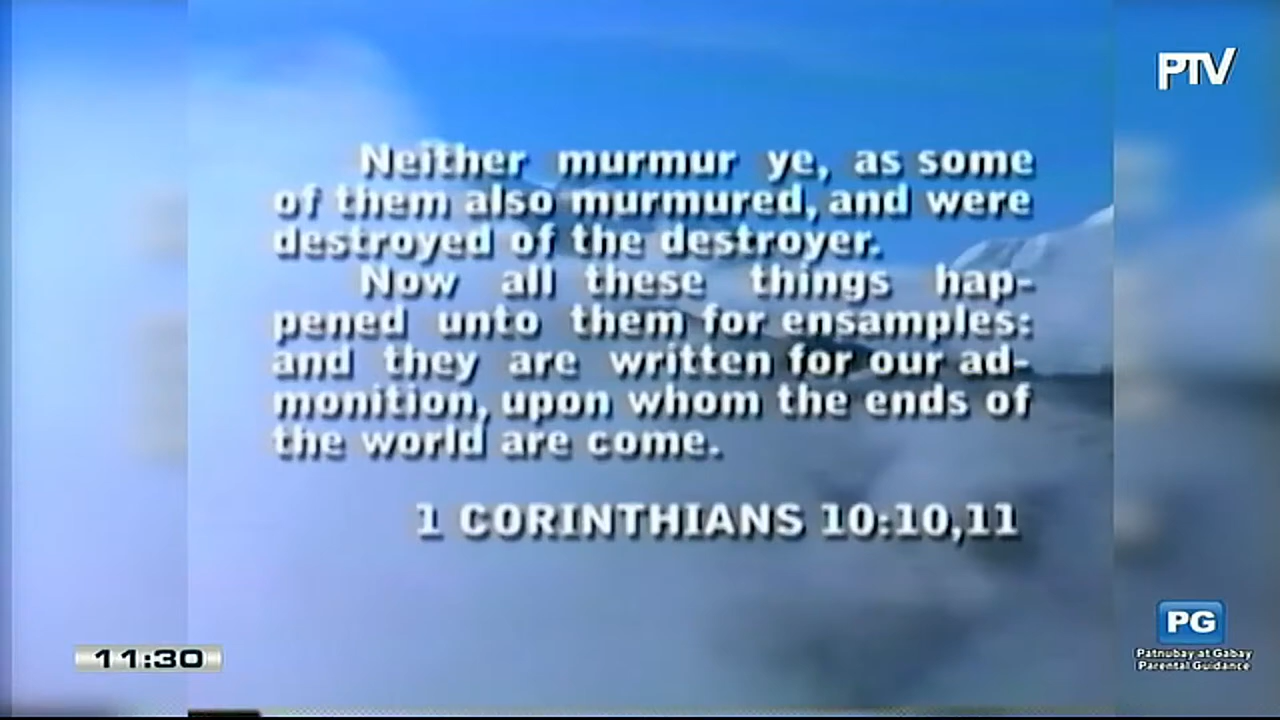 PTV
Neither murmur ye, as some
of them also murmured, and were
destroyed of the destroyer.
Now all these things hap-
pened unto them for ensamples:
and they are written for our ad-
monition, upon whom the ends of
the world are come.
1 CORINTHIANS 10:10,11
PG
Patnubay at Gabay
Parental Guidance
11:30